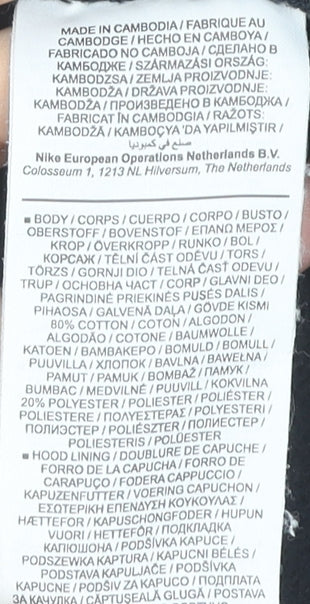 MADE IN CAMBODIA / FABRIQUE AU
CAMBODGE / HECHO EN CAMBOYA /
FABRICADO NO CAMBOJA / СДЕЛАНО В
КАМБОДЖЕ / SZÁRMAZÁSI ORSZÁG:
KAMBODZSA / ZEMLJA PROIZVODNJE:
KAMBODŽA / DRŽAVA PROIZVODNJE:
KAMBODŽA / ПРОИЗВЕДЕНО В КАМБОДЖА /
FABRICAT ÎN CAMBODGIA / RAŽOTS:
KAMBODŽĀ / KAMBOÇYA 'DA YAPILMIŞTIR /
صنع في كمبوديا
Nike European Operations Netherlands B.V.
Colosseum 1, 1213 NL Hilversum, The Netherlands
■ BODY / CORPS / CUERPO / CORPO / BUSTO /
OBERSTOFF / BOVENSTOF / ΕΠΑΝΩ ΜΕΡΟΣ /
KROP / ÖVERKROPP / RUNKO / BOL /
КОРСАЖ / TĚLNÍ ČÁST ODĚVU / TORS /
TÖRZS / GORNJI DIO / TELNÁ ČASŤ ODEVU /
TRUP / ОСНОВНА ЧАСТ / CORP / GLAVNI DEO /
PAGRINDINĖ PRIEKINĖS PUSĖS DALIS /
PIHAOSA / GALVENĀ DAĻA / GÖVDE KISMI
80% COTTON / COTON / ALGODÓN /
ALGODÃO / COTONE / BAUMWOLLE /
KATOEN / ΒΑΜΒΑΚΕΡΟ / BOMULD / BOMULL /
PUUVILLA / ХЛОПОК / BAVLNA / BAWEŁNA /
PAMUT / PAMUK / BOMBAŽ / ПАМУК /
BUMBAC / MEDVILNĖ / PUUVILL / KOKVILNA
20% POLYESTER / POLIESTER / POLIÉSTER /
POLIESTERE / ΠΟΛΥΕΣΤΕΡΑΣ / POLYESTERI /
ПОЛИЭСТЕР / POLIÉSZTER / ПОЛИЕСТЕР /
POLIESTERIS / POLÜESTER
■ HOOD LINING / DOUBLURE DE CAPUCHE /
FORRO DE LA CAPUCHA / FORRO DE
CARAPUÇO / FODERA CAPPUCCIO /
KAPUZENFUTTER / VOERING CAPUCHON /
ΕΣΩΤΕΡΙΚΗ ΕΠΕΝΔΥΣΗ ΚΟΥΚΟΥΛΑΣ /
HÆTTEFOR / KAPUSCHONGFODER / HUPUN
VUORI / HETTEFÔR / ПОДКЛАДКА
КАПЮШОНА / PODŠÍVKA KAPUCE /
PODSZEWKA KAPTURA / KAPUCNI BÉLÉS /
PODSTAVA KAPULJAČE / PODŠÍVKA
KAPUCNE / PODŠIV ZA KAPUCO / ПОДПЛАТА
ЗА КАЧУЛКА / CĂPTUŞEALĂ GLUGĂ / POSTAVA